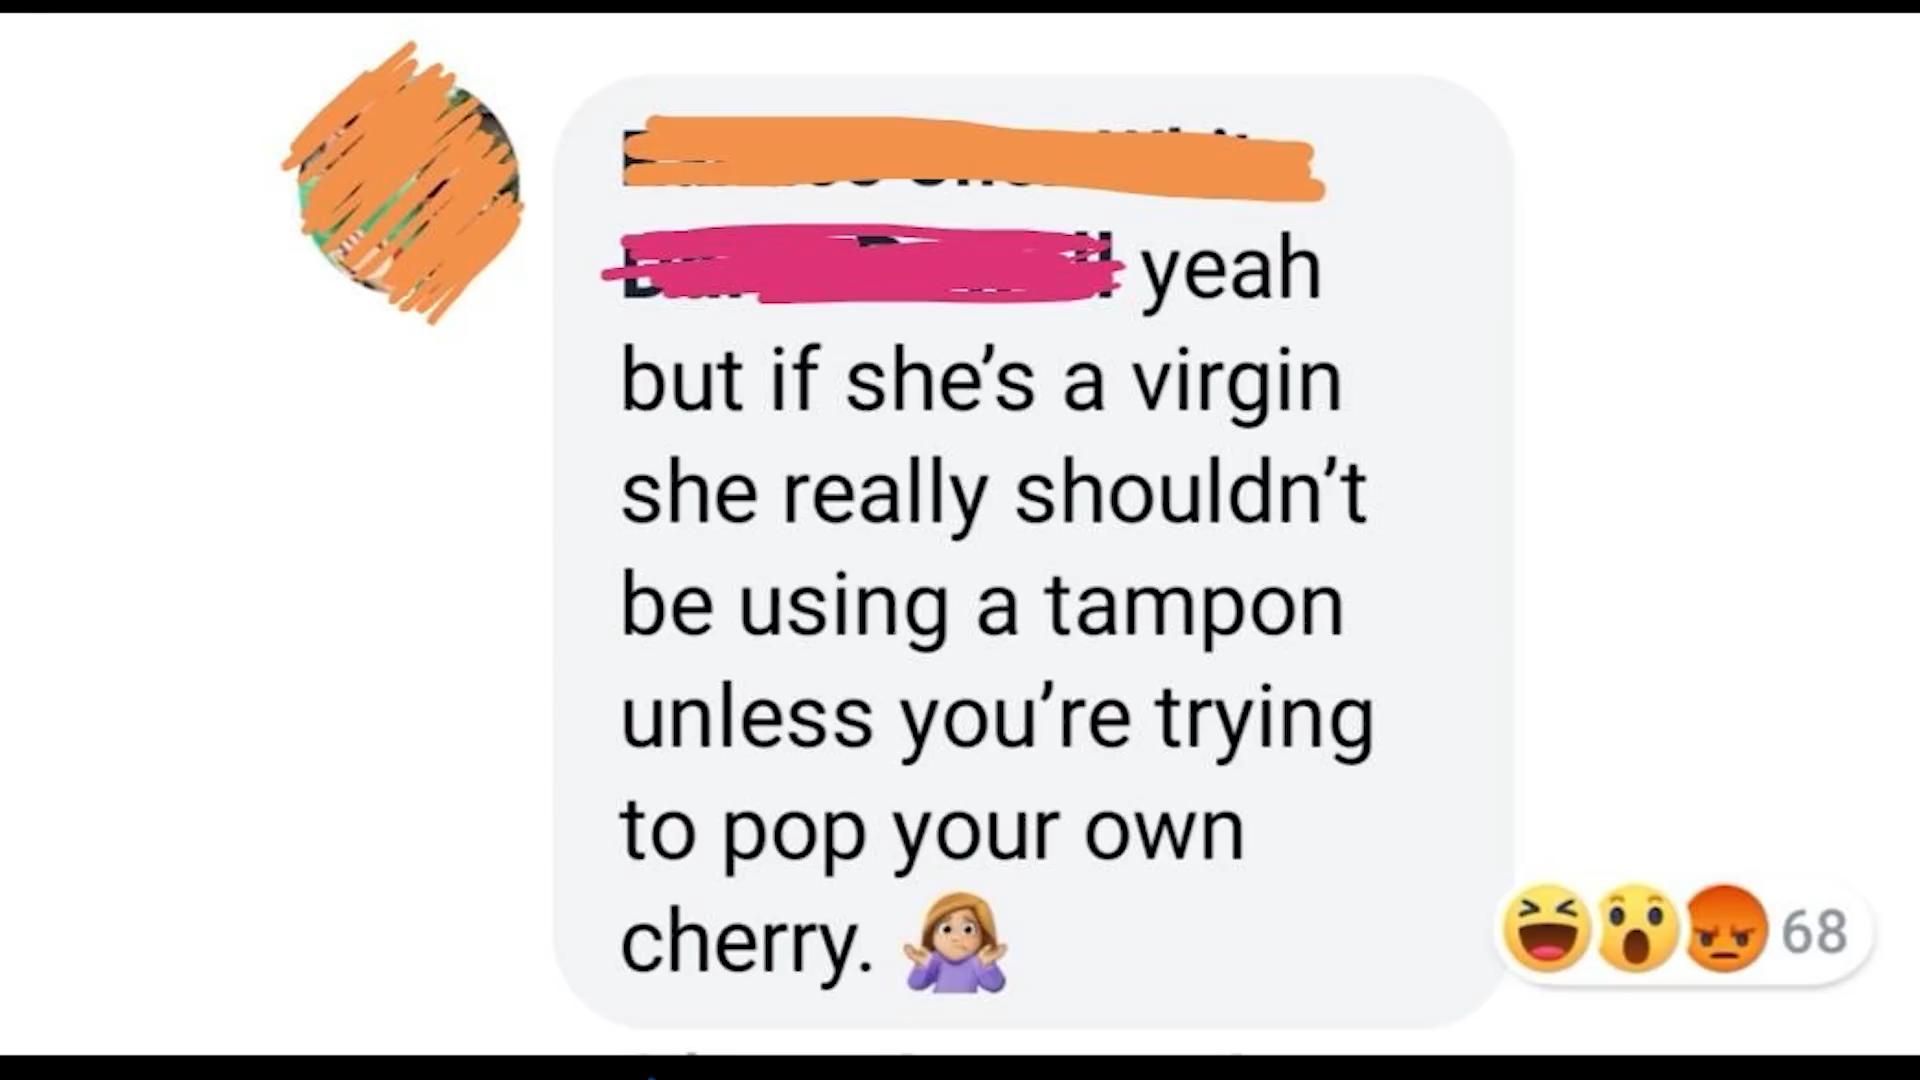 yeah
but if she’s a virgin
she really shouldn’t
be using a tampon
unless you’re trying
to pop your own
cherry. 🤷🏼‍♀️
68